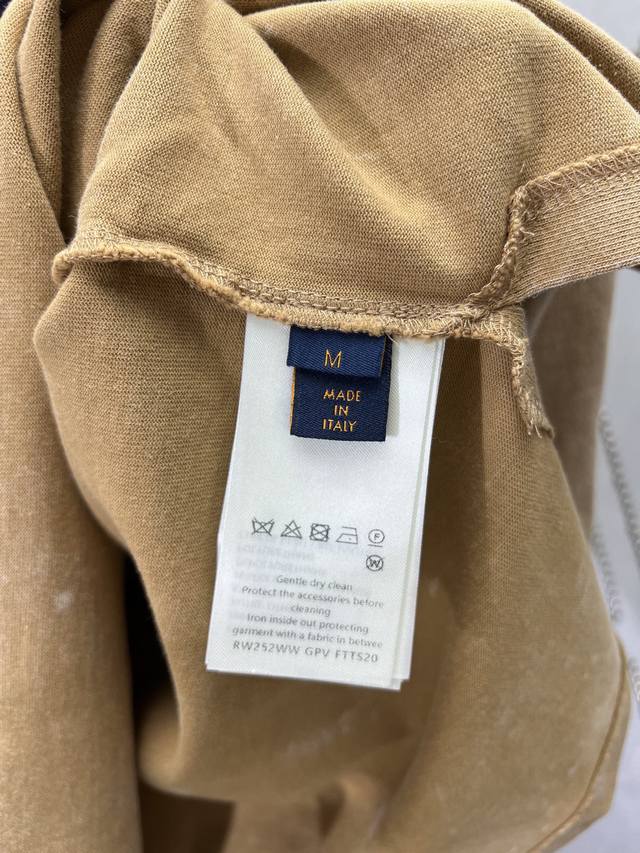 M
MADE
IN
ITALY
Gentle dry clean
Protect the accessories before
cleaning
Iron inside out protecting
garment with a fabric in betwee
RW252WW GPV FTTS20